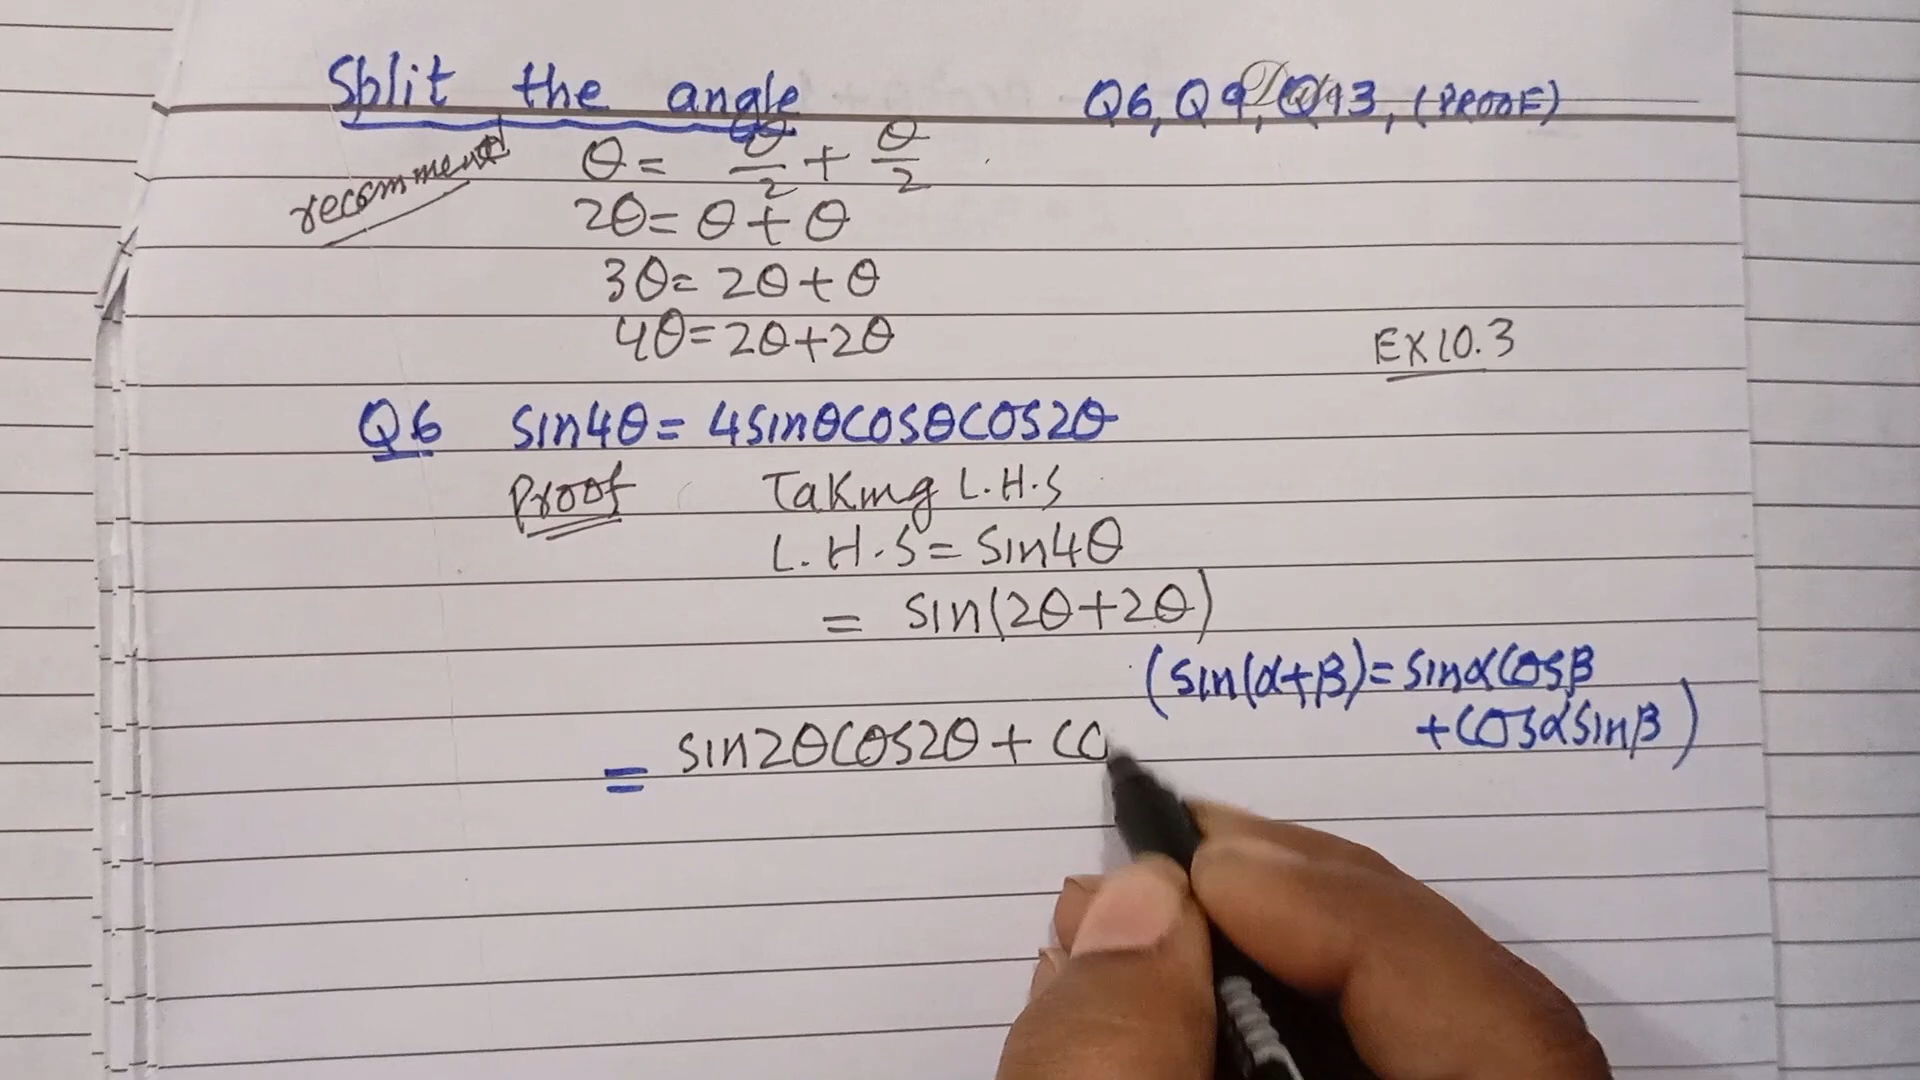 Split the angle Q6, Q9, Q13, (PROOF)
recommend
θ = θ/2 + θ/2
2θ = θ + θ
3θ = 2θ + θ
4θ = 2θ + 2θ
EX 10.3
Q6 sin4θ = 4sinθcosθcos2θ
Proof Taking L.H.S
L.H.S = sin4θ
= sin(2θ+2θ)
(sin(α+β) = sinαcosβ
+cosαsinβ)
= sin2θcos2θ + co